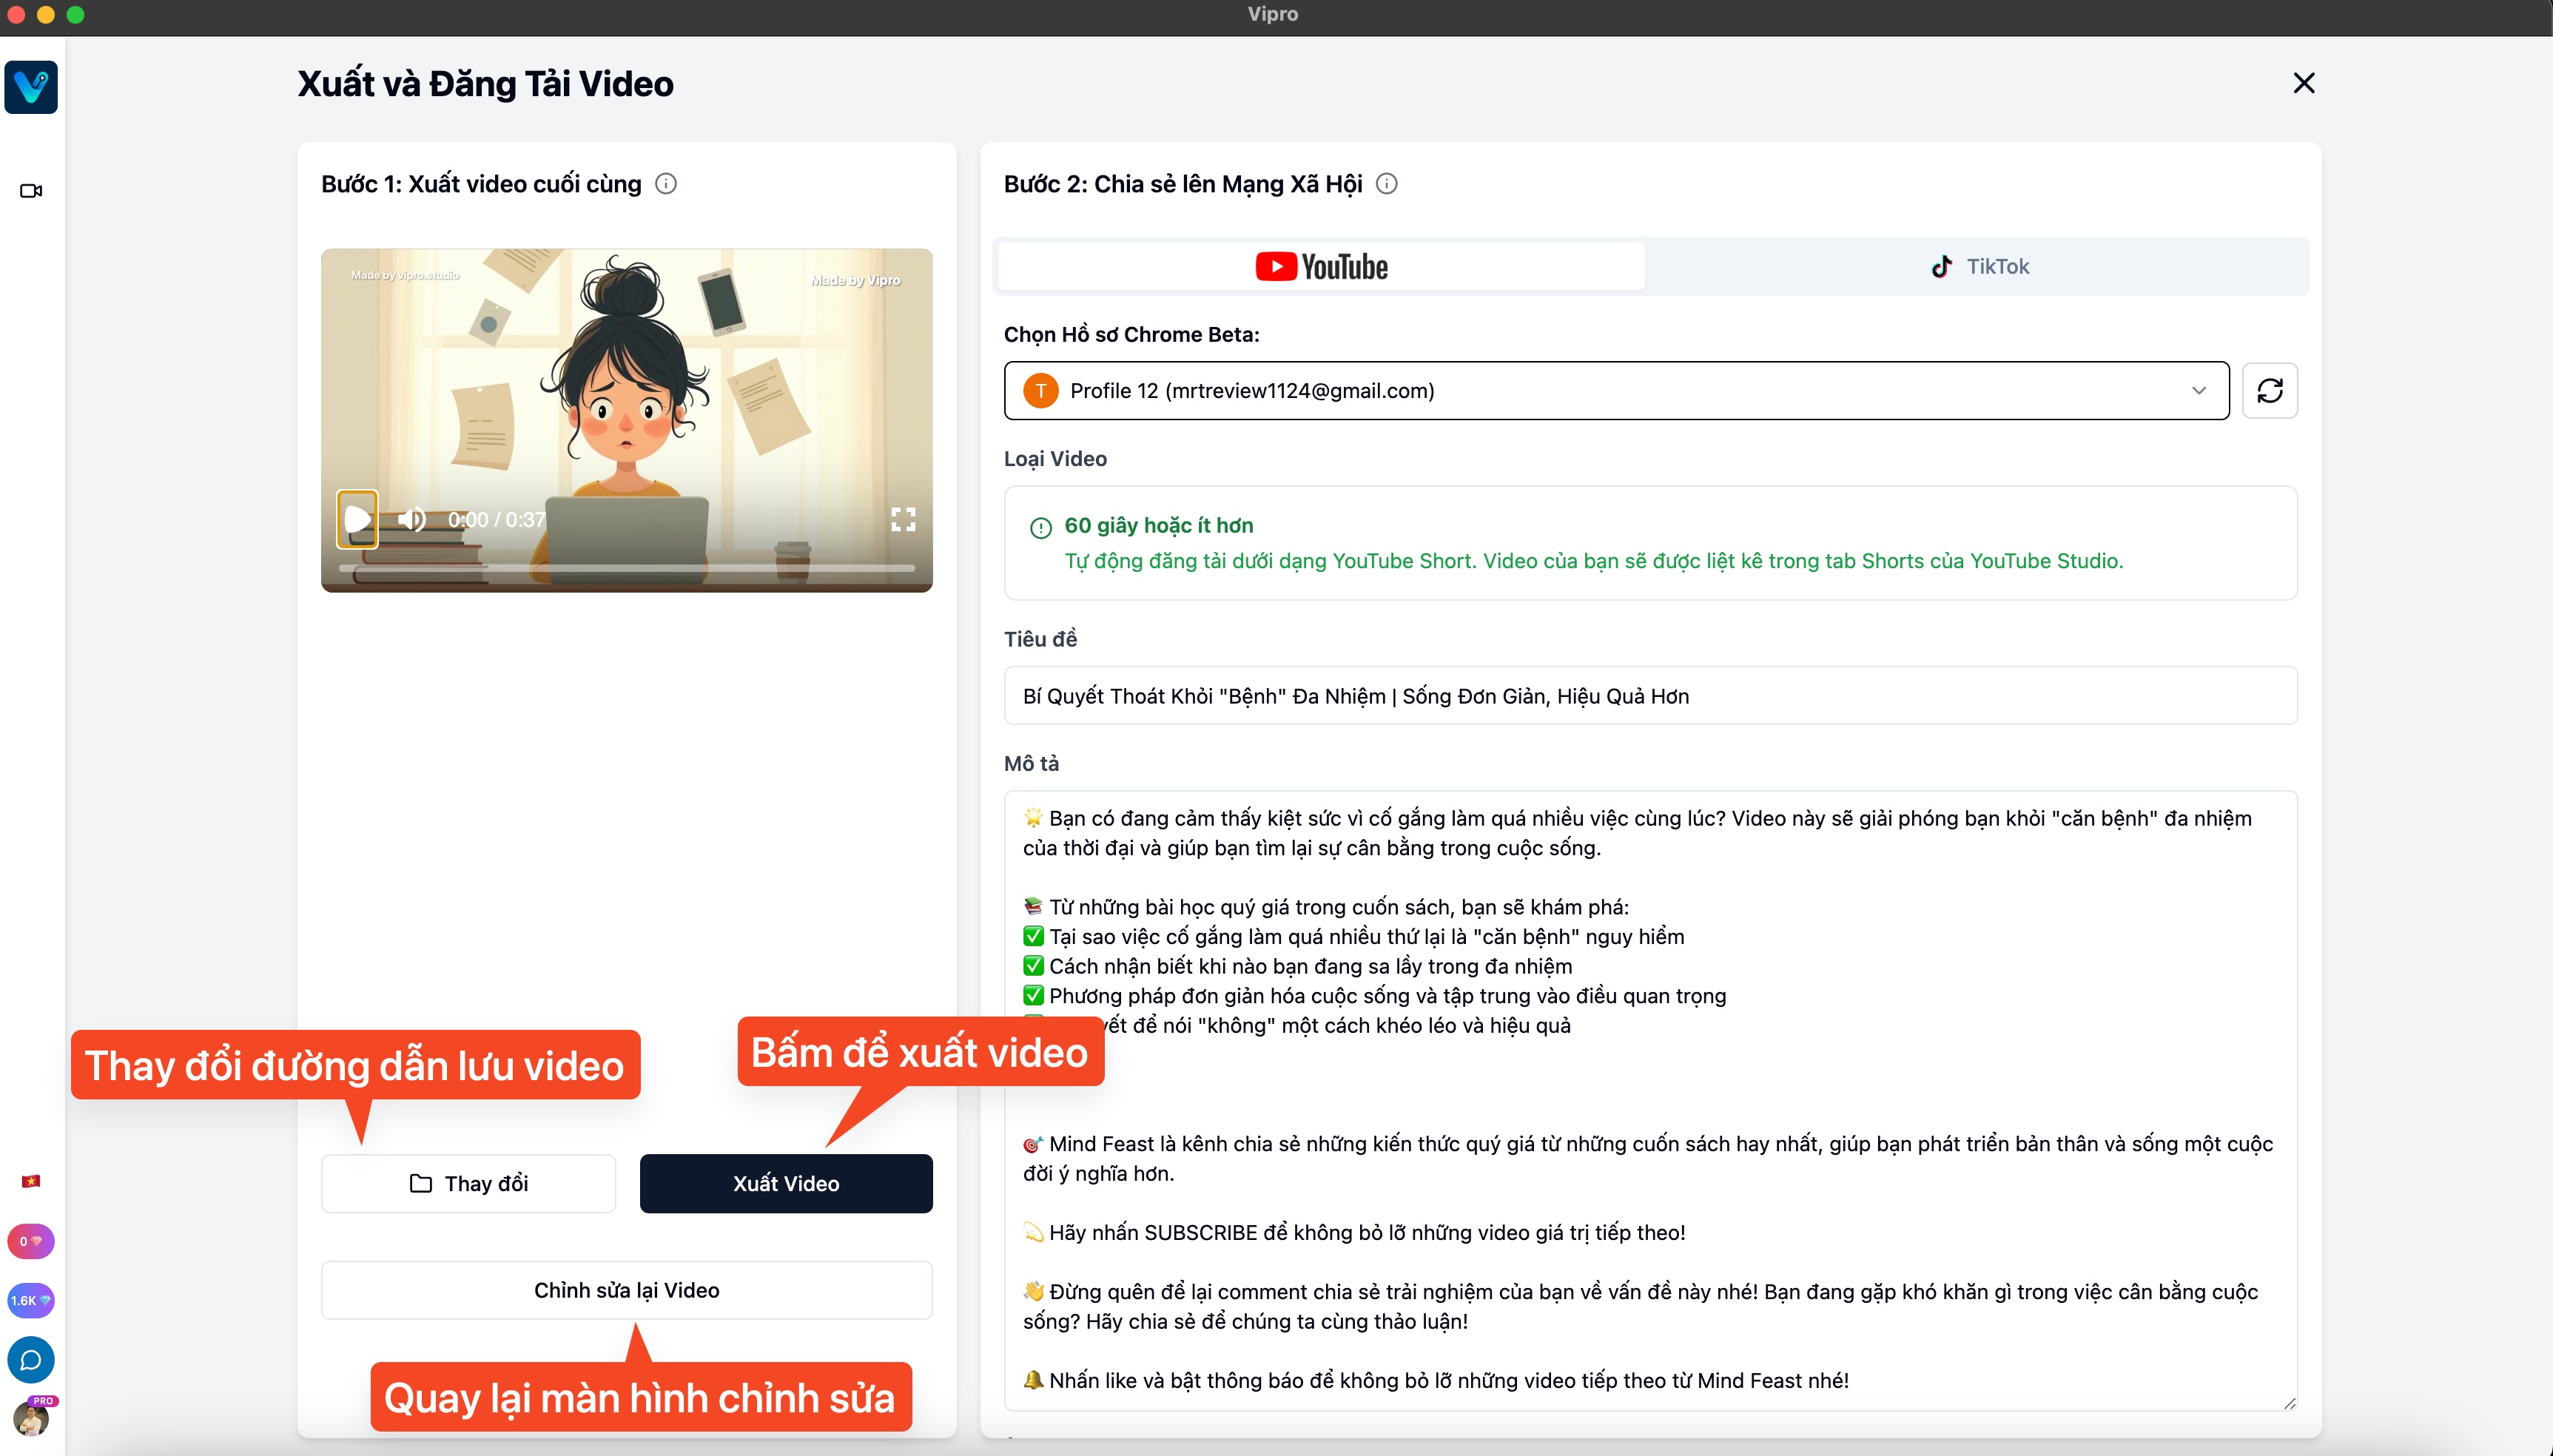 Vipro
Xuất và Đăng Tải Video
Bước 1: Xuất video cuối cùng
Made by vipro.studio
Made by Vipro
0:00 / 0:37
Thay đổi đường dẫn lưu video
Bấm để xuất video
Thay đổi
Xuất Video
Chỉnh sửa lại Video
Quay lại màn hình chỉnh sửa
Bước 2: Chia sẻ lên Mạng Xã Hội
YouTube
TikTok
Chọn Hồ sơ Chrome Beta:
T Profile 12 (mrtreview1124@gmail.com)
Loại Video
60 giây hoặc ít hơn
Tự động đăng tải dưới dạng YouTube Short. Video của bạn sẽ được liệt kê trong tab Shorts của YouTube Studio.
Tiêu đề
Bí Quyết Thoát Khỏi "Bệnh" Đa Nhiệm | Sống Đơn Giản, Hiệu Quả Hơn
Mô tả
🌟 Bạn có đang cảm thấy kiệt sức vì cố gắng làm quá nhiều việc cùng lúc? Video này sẽ giải phóng bạn khỏi "căn bệnh" đa nhiệm
của thời đại và giúp bạn tìm lại sự cân bằng trong cuộc sống.
📚 Từ những bài học quý giá trong cuốn sách, bạn sẽ khám phá:
✅ Tại sao việc cố gắng làm quá nhiều thứ lại là "căn bệnh" nguy hiểm
✅ Cách nhận biết khi nào bạn đang sa lầy trong đa nhiệm
✅ Phương pháp đơn giản hóa cuộc sống và tập trung vào điều quan trọng
để nói "không" một cách khéo léo và hiệu quả
🎯 Mind Feast là kênh chia sẻ những kiến thức quý giá từ những cuốn sách hay nhất, giúp bạn phát triển bản thân và sống một cuộc
đời ý nghĩa hơn.
💫 Hãy nhấn SUBSCRIBE để không bỏ lỡ những video giá trị tiếp theo!
👋 Đừng quên để lại comment chia sẻ trải nghiệm của bạn về vấn đề này nhé! Bạn đang gặp khó khăn gì trong việc cân bằng cuộc
sống? Hãy chia sẻ để chúng ta cùng thảo luận!
🔔 Nhấn like và bật thông báo để không bỏ lỡ những video tiếp theo từ Mind Feast nhé!
0
1.6K
PRO